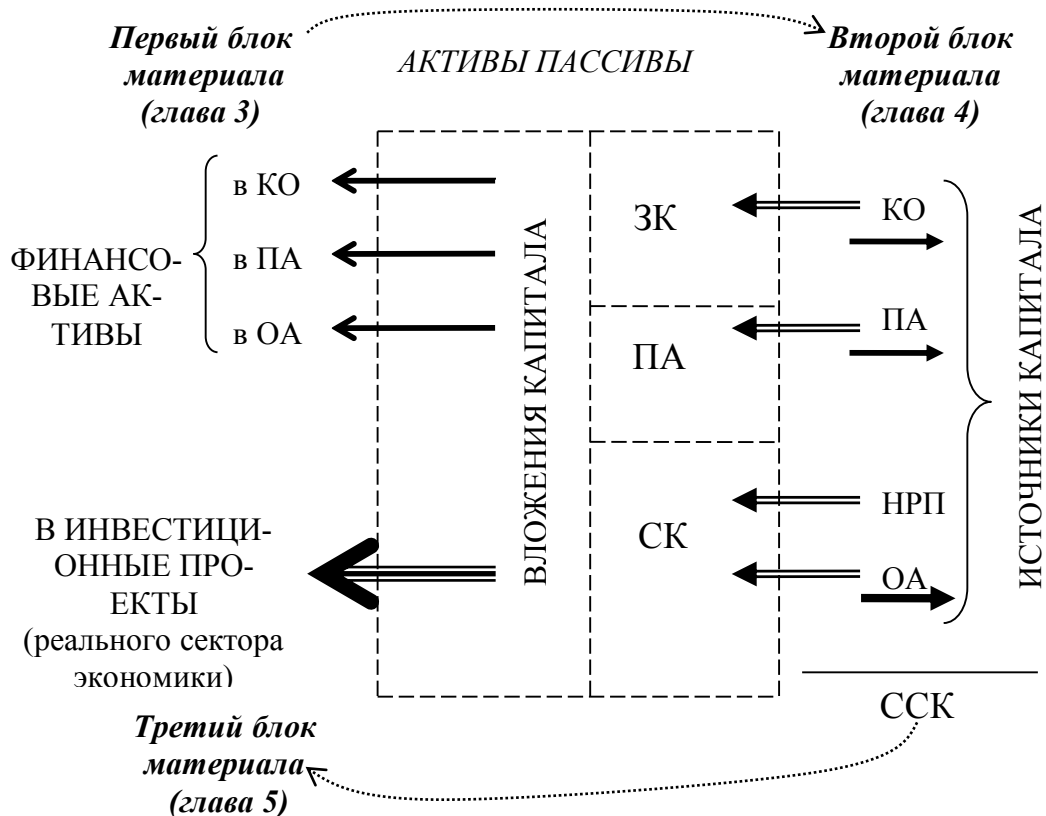 Первый блок
материала
(глава 3)
АКТИВЫ ПАССИВЫ
Второй блок
материала
(глава 4)
ФИНАНСО-
ВЫЕ АК-
ТИВЫ
в КО
в ПА
в ОА
В ИНВЕСТИЦИ-
ОННЫЕ ПРО-
ЕКТЫ
(реального сектора
экономики)
ВЛОЖЕНИЯ КАПИТАЛА
ЗК
ПА
СК
КО
ПА
НРП
ОА
ИСТОЧНИКИ КАПИТАЛА
ССК
Третий блок
материала
(глава 5)